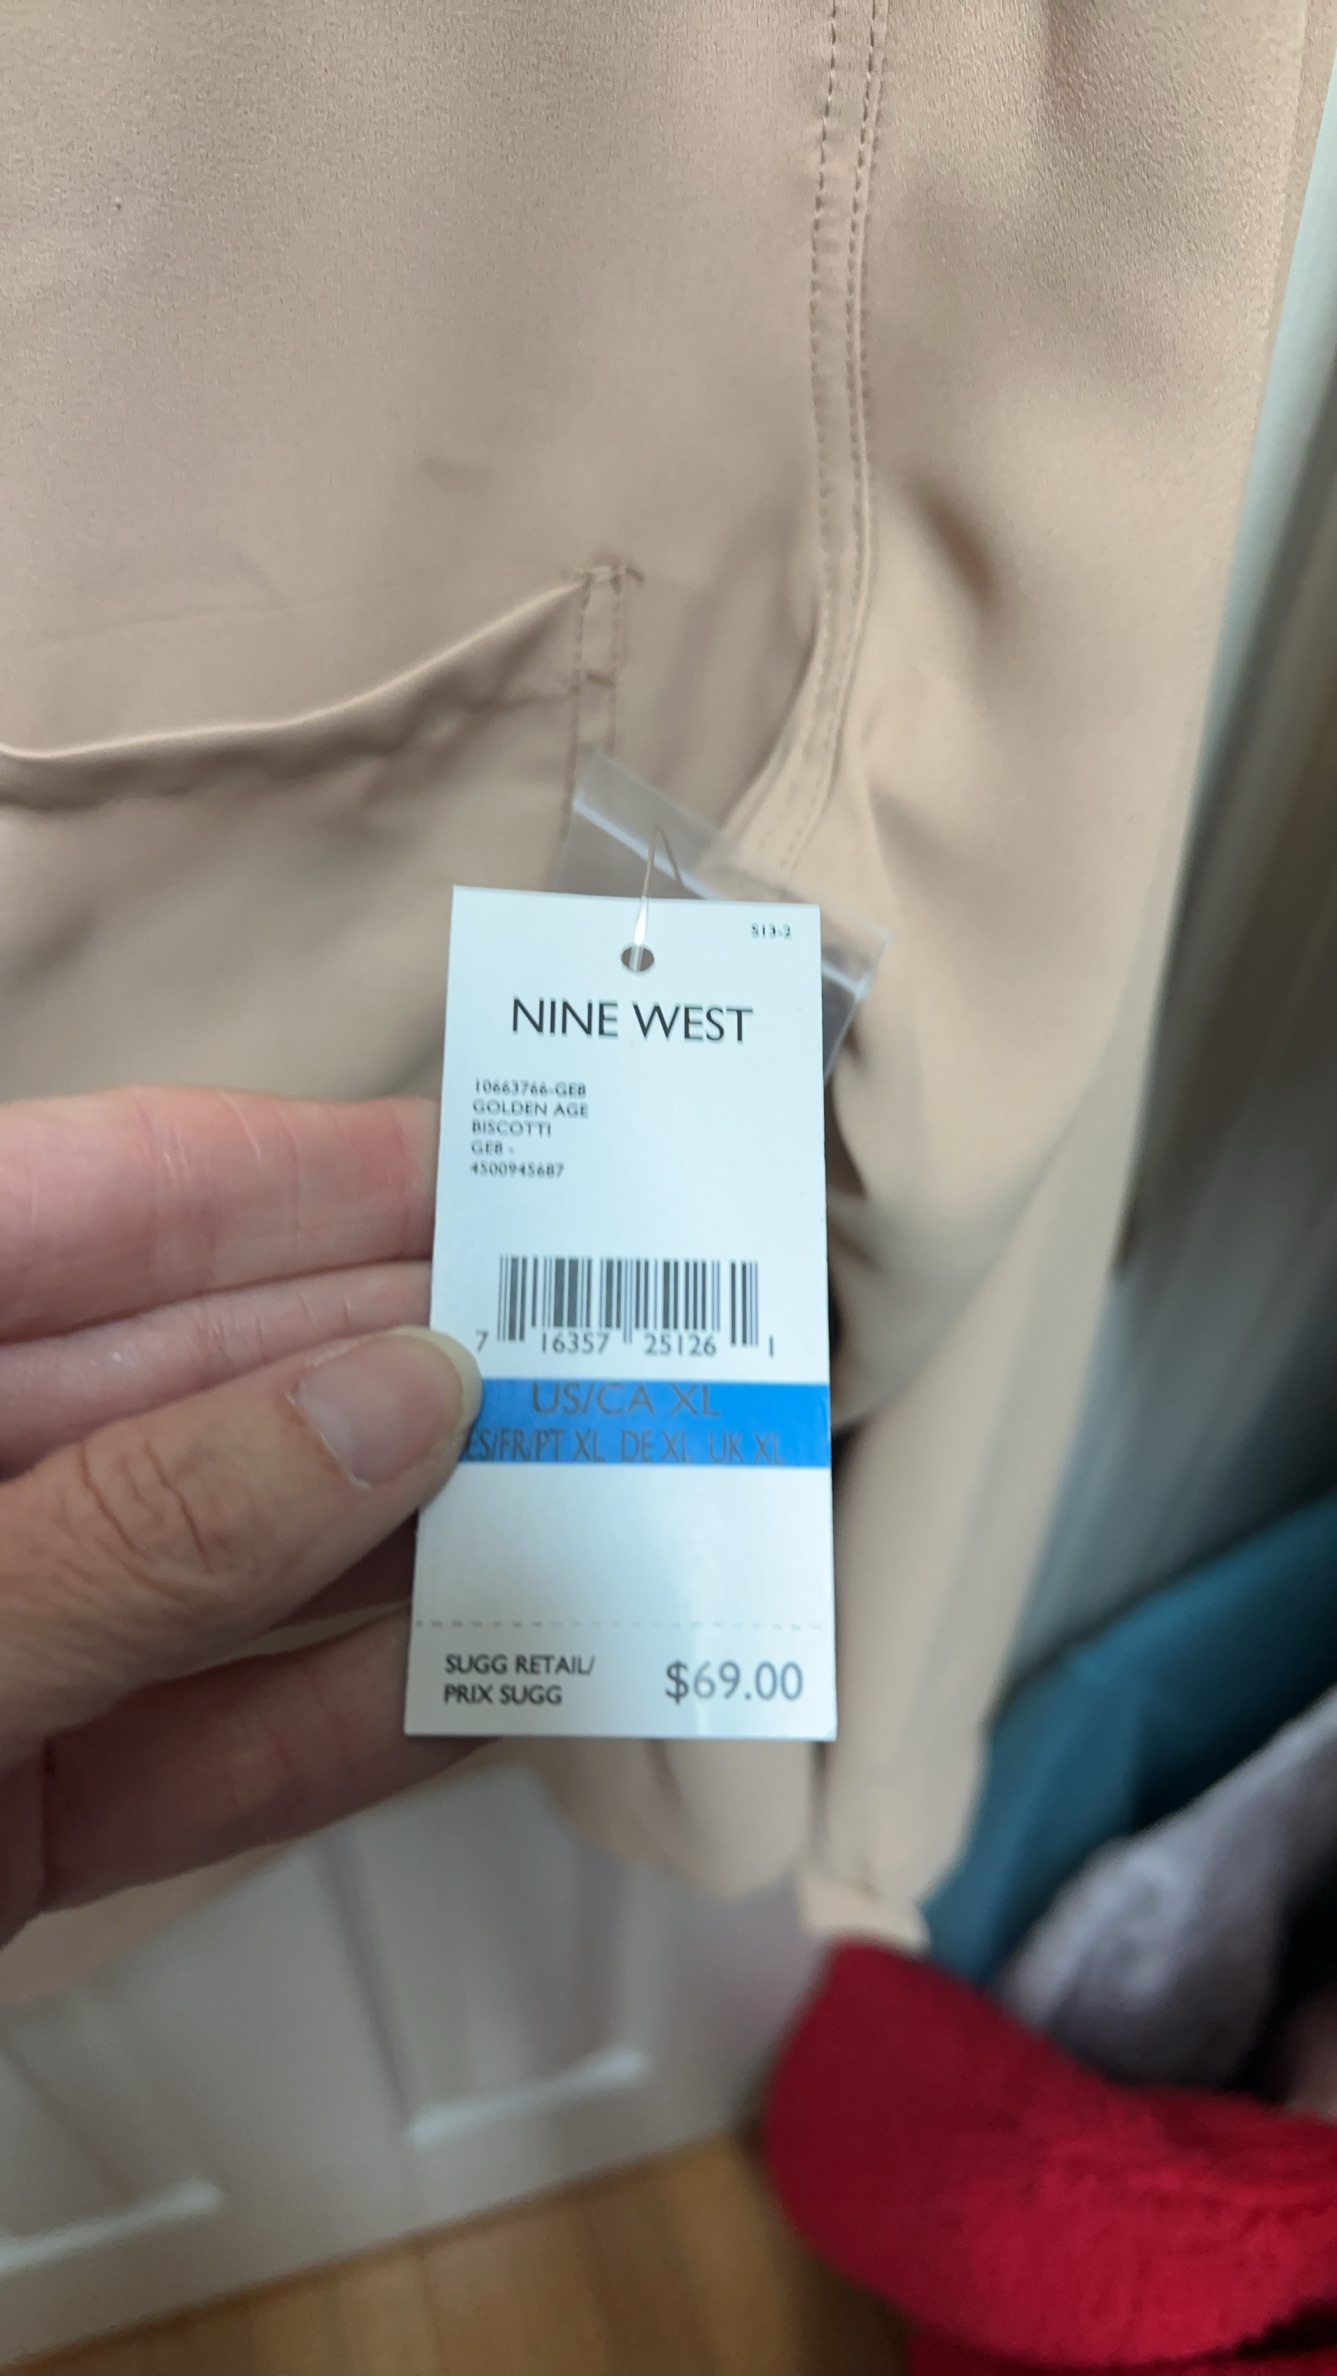 S13-2
NINE WEST
10663766-GEB
GOLDEN AGE
BISCOTTI
GEB -
4500945687
7 16357 25126 1
US/CA XL
ES/FR/PT XL DE XL UK XL
SUGG RETAIL/
PRIX SUGG
$69.00